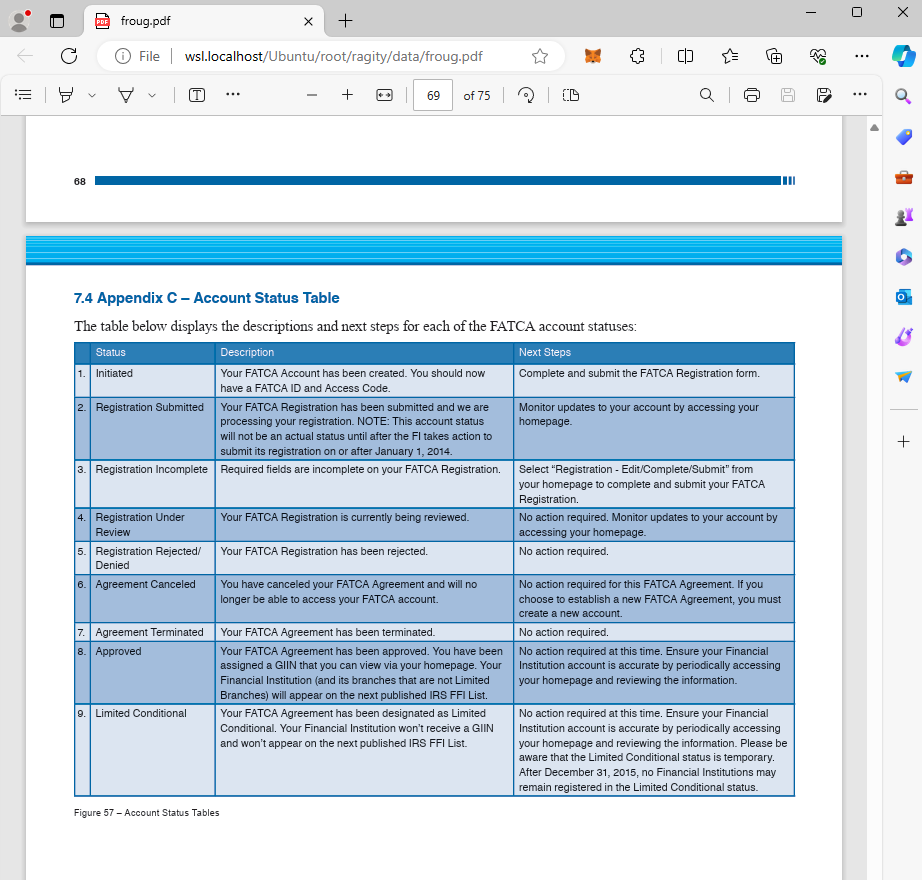 froug.pdf
File
wsl.localhost/Ubuntu/root/ragity/data/froug.pdf
69 of 75
68
7.4 Appendix C – Account Status Table
The table below displays the descriptions and next steps for each of the FATCA account statuses:
Status Description Next Steps
1. Initiated Your FATCA Account has been created. You should now Complete and submit the FATCA Registration form.
have a FATCA ID and Access Code.
2. Registration Submitted Your FATCA Registration has been submitted and we are Monitor updates to your account by accessing your
processing your registration. NOTE: This account status homepage.
will not be an actual status until after the FI takes action to
submit its registration on or after January 1, 2014.
3. Registration Incomplete Required fields are incomplete on your FATCA Registration. Select “Registration - Edit/Complete/Submit” from
your homepage to complete and submit your FATCA
Registration.
4. Registration Under Your FATCA Registration is currently being reviewed. No action required. Monitor updates to your account by
Review accessing your homepage.
5. Registration Rejected/ Your FATCA Registration has been rejected. No action required.
Denied
6. Agreement Canceled You have canceled your FATCA Agreement and will no No action required for this FATCA Agreement. If you
longer be able to access your FATCA account. choose to establish a new FATCA Agreement, you must
create a new account.
7. Agreement Terminated Your FATCA Agreement has been terminated. No action required.
8. Approved Your FATCA Agreement has been approved. You have been No action required at this time. Ensure your Financial
assigned a GIIN that you can view via your homepage. Your Institution account is accurate by periodically accessing
Financial Institution (and its branches that are not Limited your homepage and reviewing the information.
Branches) will appear on the next published IRS FFI List.
9. Limited Conditional Your FATCA Agreement has been designated as Limited No action required at this time. Ensure your Financial
Conditional. Your Financial Institution won’t receive a GIIN Institution account is accurate by periodically accessing
and won’t appear on the next published IRS FFI List. your homepage and reviewing the information. Please be
aware that the Limited Conditional status is temporary.
After December 31, 2015, no Financial Institutions may
remain registered in the Limited Conditional status.
Figure 57 – Account Status Tables